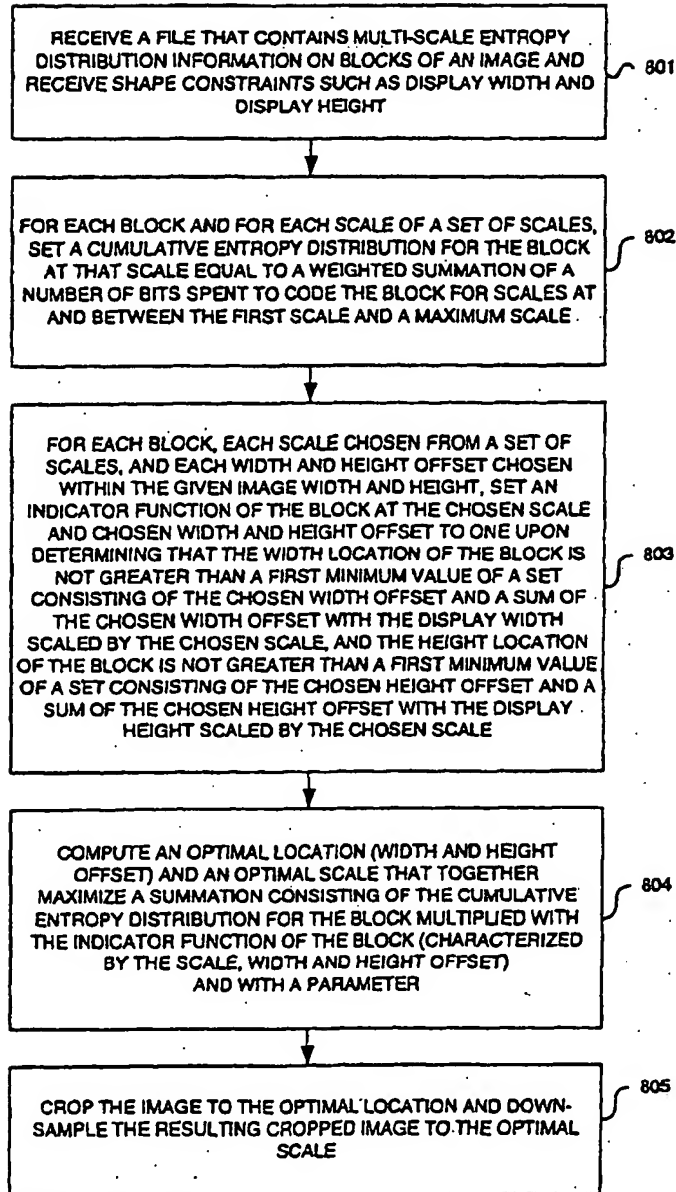 RECEIVE A FILE THAT CONTAINS MULTI-SCALE ENTROPY
DISTRIBUTION INFORMATION ON BLOCKS OF AN IMAGE AND
RECEIVE SHAPE CONSTRAINTS SUCH AS DISPLAY WIDTH AND
DISPLAY HEIGHT
801
FOR EACH BLOCK AND FOR EACH SCALE OF A SET OF SCALES,
SET A CUMULATIVE ENTROPY DISTRIBUTION FOR THE BLOCK
AT THAT SCALE EQUAL TO A WEIGHTED SUMMATION OF A
NUMBER OF BITS SPENT TO CODE THE BLOCK FOR SCALES AT
AND BETWEEN THE FIRST SCALE AND A MAXIMUM SCALE.
802
FOR EACH BLOCK, EACH SCALE CHOSEN FROM A SET OF
SCALES, AND EACH WIDTH AND HEIGHT OFFSET CHOSEN
WITHIN THE GIVEN IMAGE WIDTH AND HEIGHT, SET AN
INDICATOR FUNCTION OF THE BLOCK AT THE CHOSEN SCALE
AND CHOSEN WIDTH AND HEIGHT OFFSET TO ONE UPON
DETERMINING THAT THE WIDTH LOCATION OF THE BLOCK IS
NOT GREATER THAN A FIRST MINIMUM VALUE OF A SET
CONSISTING OF THE CHOSEN WIDTH OFFSET AND A SUM OF
THE CHOSEN WIDTH OFFSET WITH THE DISPLAY WIDTH
SCALED BY THE CHOSEN SCALE, AND THE HEIGHT LOCATION
OF THE BLOCK IS NOT GREATER THAN A FIRST MINIMUM VALUE
OF A SET CONSISTING OF THE CHOSEN HEIGHT OFFSET AND A
SUM OF THE CHOSEN HEIGHT OFFSET WITH THE DISPLAY
HEIGHT SCALED BY THE CHOSEN SCALE
803
COMPUTE AN OPTIMAL LOCATION (WIDTH AND HEIGHT
OFFSET) AND AN OPTIMAL SCALE THAT TOGETHER
MAXIMIZE A SUMMATION CONSISTING OF THE CUMULATIVE
ENTROPY DISTRIBUTION FOR THE BLOCK MULTIPLIED WITH
THE INDICATOR FUNCTION OF THE BLOCK (CHARACTERIZED
BY THE SCALE, WIDTH AND HEIGHT OFFSET)
AND WITH A PARAMETER
804
CROP THE IMAGE TO THE OPTIMAL LOCATION AND DOWN-
SAMPLE THE RESULTING CROPPED IMAGE TO THE OPTIMAL
SCALE
805